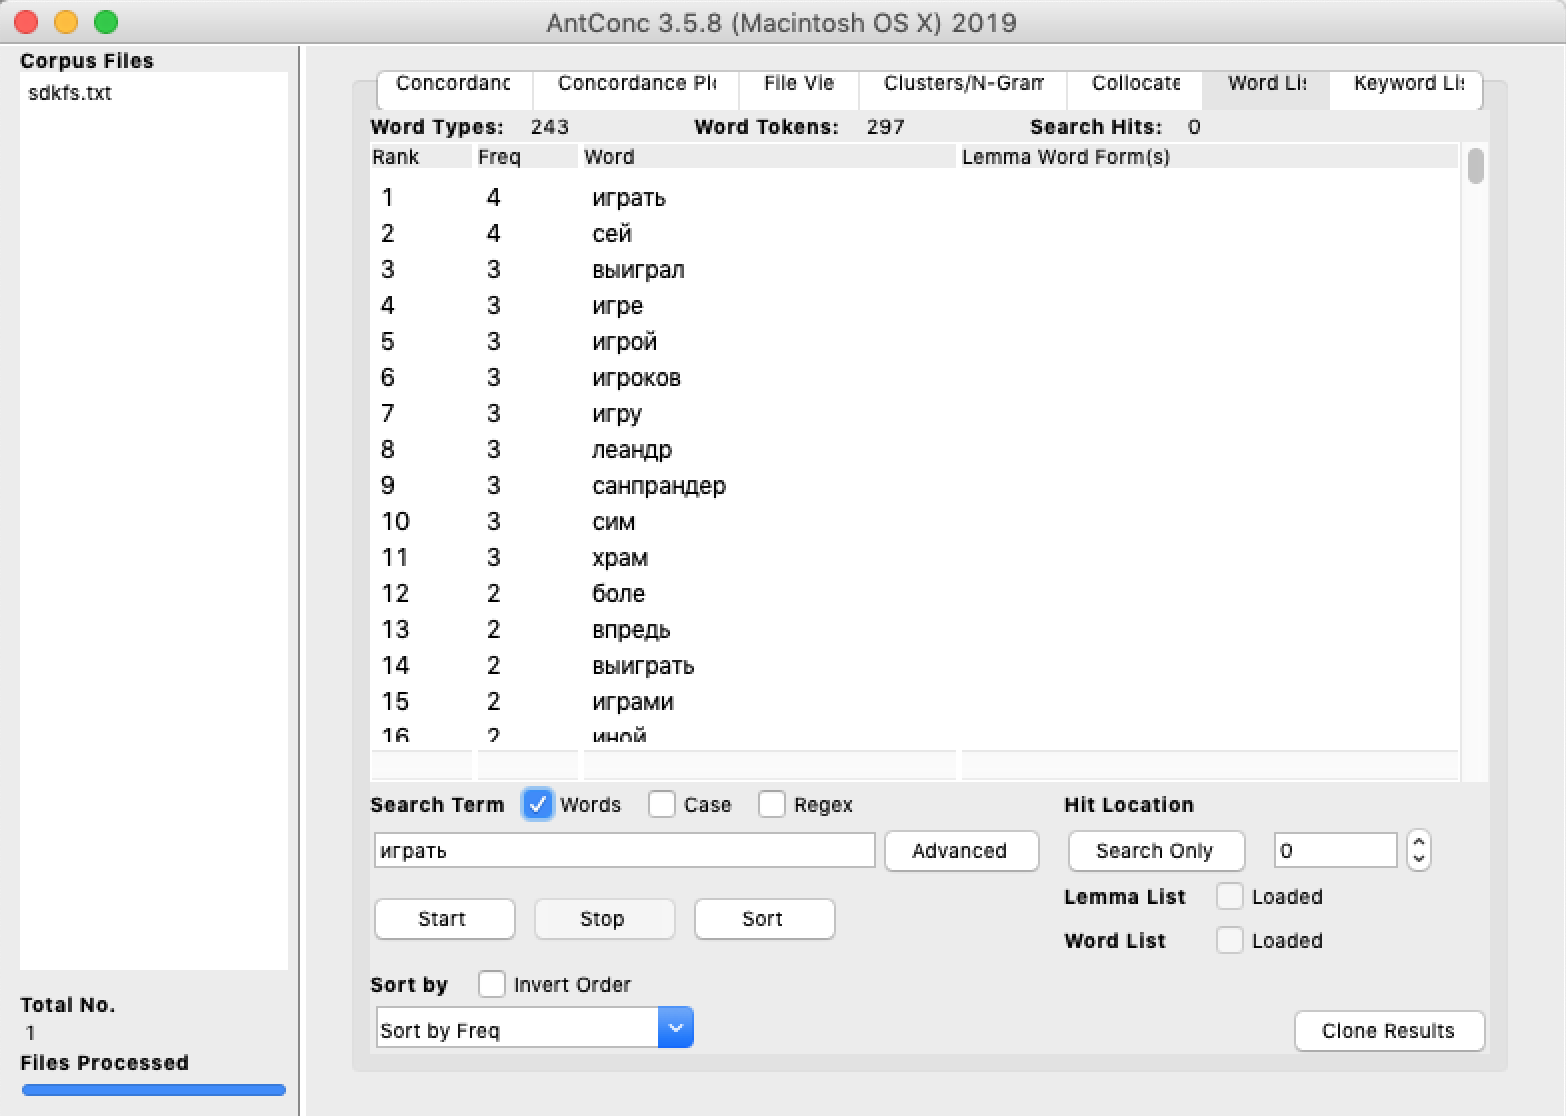 AntConc 3.5.8 (Macintosh OS X) 2019
Corpus Files
sdkfs.txt
Concordanc Concordance Plo File Vie Clusters/N-Gram Collocate Word Lis Keyword Lis
Word Types: 243 Word Tokens: 297 Search Hits: 0
Rank Freq Word Lemma Word Form(s)
1 4 играть
2 4 сей
3 3 выиграл
4 3 игре
5 3 игрой
6 3 игроков
7 3 игру
8 3 леандр
9 3 санпрандер
10 3 сим
11 3 храм
12 2 боле
13 2 впредь
14 2 выиграть
15 2 играми
16 2 иной
Search Term Words Case Regex Hit Location
играть Advanced Search Only 0
Lemma List Loaded
Start Stop Sort
Word List Loaded
Sort by Invert Order
Sort by Freq
Clone Results
Total No.
1
Files Processed